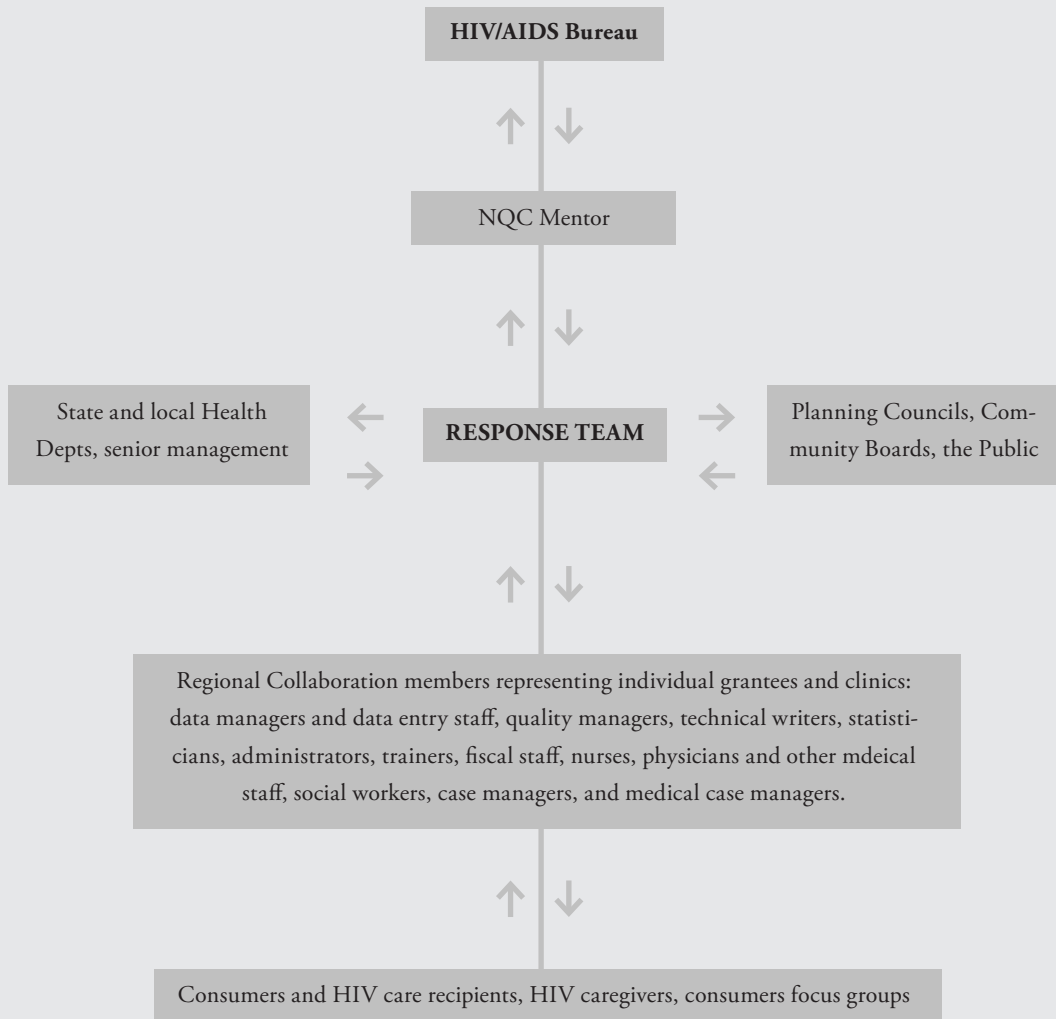 HIV/AIDS Bureau
NQC Mentor
State and local Health
Depts, senior management
RESPONSE TEAM
Planning Councils, Com-
munity Boards, the Public
Regional Collaboration members representing individual grantees and clinics:
data managers and data entry staff, quality managers, technical writers, statisti-
cians, administrators, trainers, fiscal staff, nurses, physicians and other mdeical
staff, social workers, case managers, and medical case managers.
Consumers and HIV care recipients, HIV caregivers, consumers focus groups